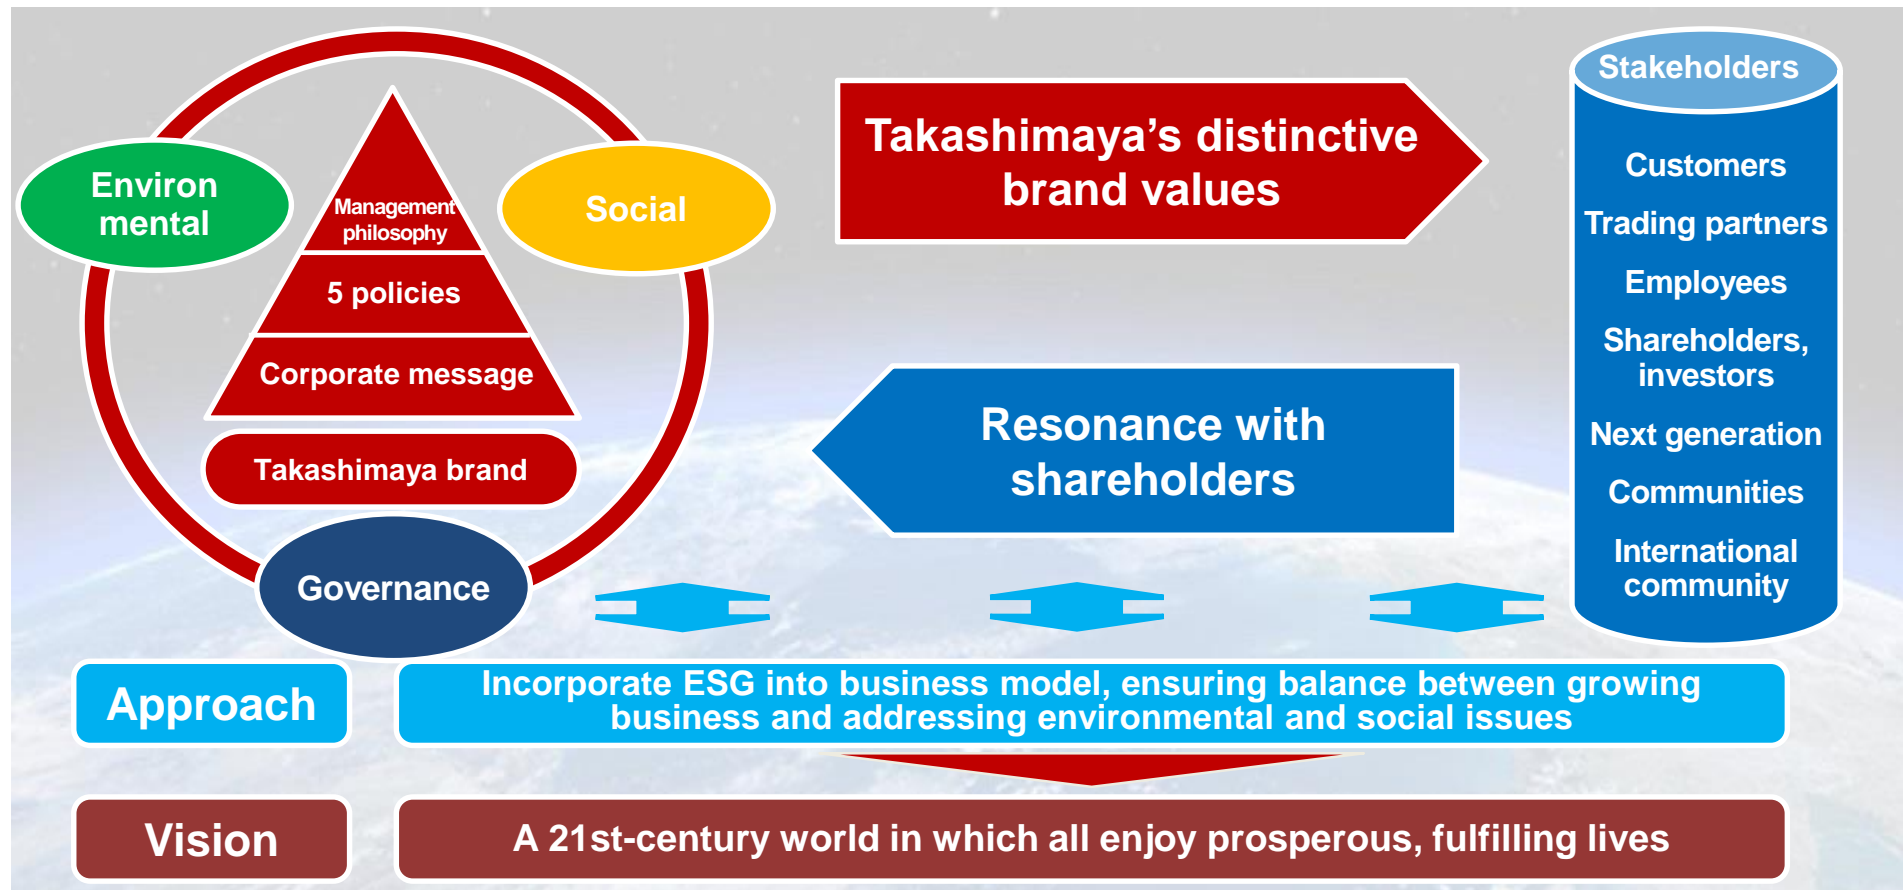 Environ
mental
Social
Management
philosophy
5 policies
Corporate message
Takashimaya brand
Governance
Takashimaya’s distinctive
brand values
Resonance with
shareholders
Stakeholders
Customers
Trading partners
Employees
Shareholders,
investors
Next generation
Communities
International
community
Approach
Incorporate ESG into business model, ensuring balance between growing
business and addressing environmental and social issues
Vision
A 21st-century world in which all enjoy prosperous, fulfilling lives